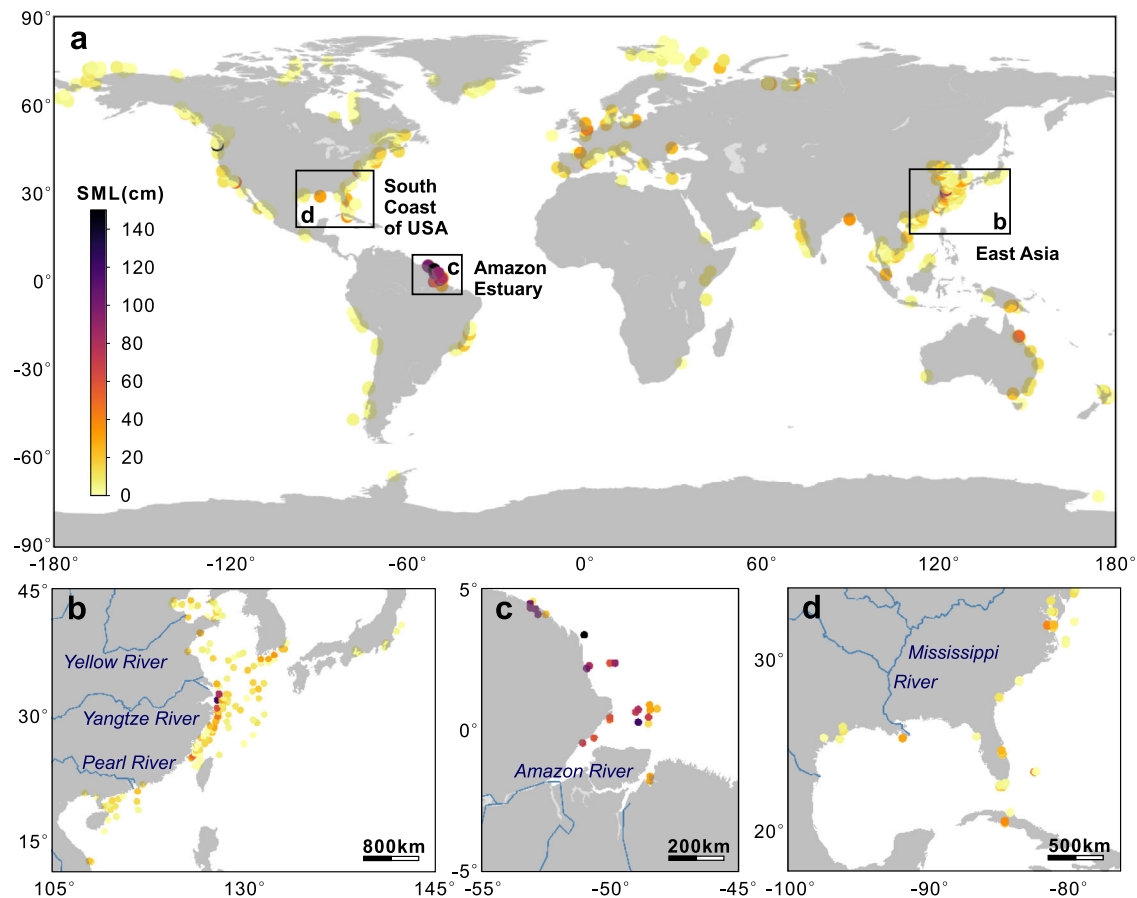 90°
60°
30°
0°
-30°
-60°
-90°
-180°
-120°
-60°
0°
60°
120°
180°
a
SML(cm)
140
120
100
80
60
40
20
0
d
South
Coast
of USA
c
Amazon
Estuary
b
East Asia
45°
30°
15°
105°
130°
145°
b
Yellow River
Yangtze River
Pearl River
800km
5°
0°
-5°
-55°
-50°
-45°
c
Amazon River
200km
30°
20°
-100°
-90°
-80°
d
Mississippi
River
500km